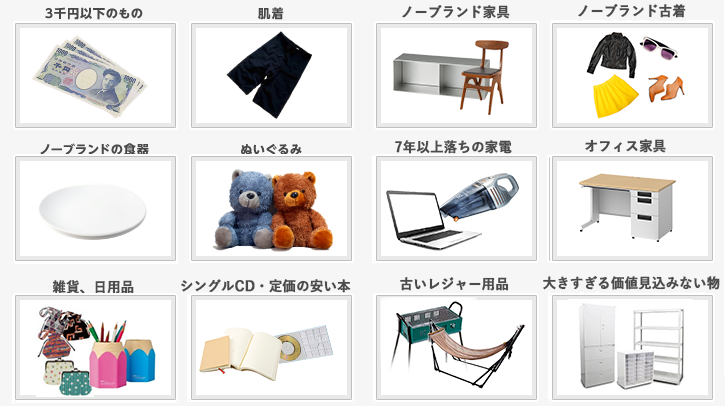 3千円以下のもの
肌着
ノーブランド家具
ノーブランド古着
ノーブランドの食器
ぬいぐるみ
7年以上落ちの家電
オフィス家具
雑貨、日用品
シングルCD・定価の安い本
古いレジャー用品
大きすぎる価値見込みない物